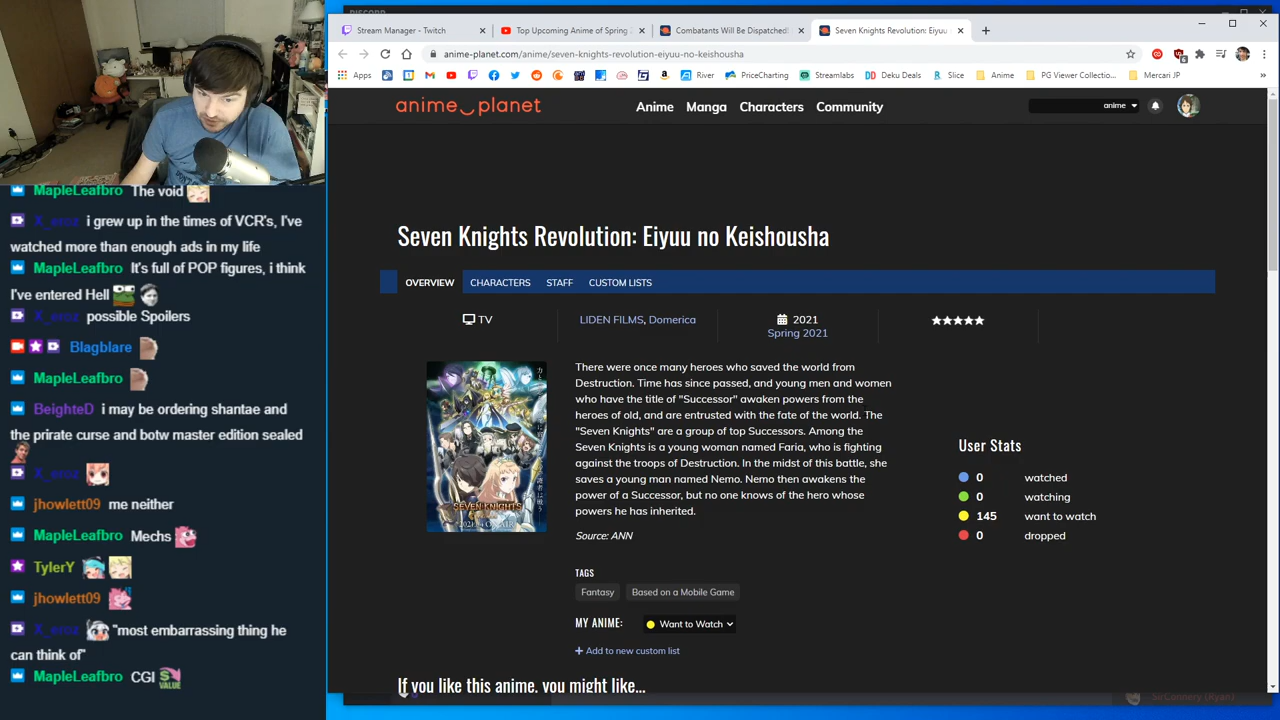 DISCORD
Stream Manager - Twitch
Top Upcoming Anime of Spring
Combatants Will Be Dispatched!
Seven Knights Revolution: Eiyuu
anime-planet.com/anime/seven-knights-revolution-eiyuu-no-keishousha
6
Apps
River
PriceCharting
Streamlabs
Deku Deals
Slice
Anime
PG Viewer Collectio...
Mercari JP
anime planet
Anime
Manga
Characters
Community
anime
MapleLeafbro The void
i grew up in the times of VCR's, I've
watched more than enough ads in my life
MapleLeafbro It's full of POP figures, i think
I've entered Hell
possible Spoilers
Blagblare
MapleLeafbro
BeighteD i may be ordering shantae and
the prirate curse and botw master edition sealed
jhowlett09 me neither
MapleLeafbro Mechs
TylerY
jhowlett09
"most embarrassing thing he
can think of"
MapleLeafbro CGI S VALUE
Seven Knights Revolution: Eiyuu no Keishousha
OVERVIEW
CHARACTERS
STAFF
CUSTOM LISTS
TV
LIDEN FILMS, Domerica
2021
Spring 2021
There were once many heroes who saved the world from
Destruction. Time has since passed, and young men and women
who have the title of "Successor" awaken powers from the
heroes of old, and are entrusted with the fate of the world. The
"Seven Knights" are a group of top Successors. Among the
Seven Knights is a young woman named Faria, who is fighting
against the troops of Destruction. In the midst of this battle, she
saves a young man named Nemo. Nemo then awakens the
power of a Successor, but no one knows of the hero whose
powers he has inherited.
Source: ANN
SEVEN KNIGHTS
User Stats
0 watched
0 watching
145 want to watch
0 dropped
TAGS
Fantasy
Based on a Mobile Game
MY ANIME:
Want to Watch
+ Add to new custom list
If you like this anime, you might like...
SirConnery (Ryan)